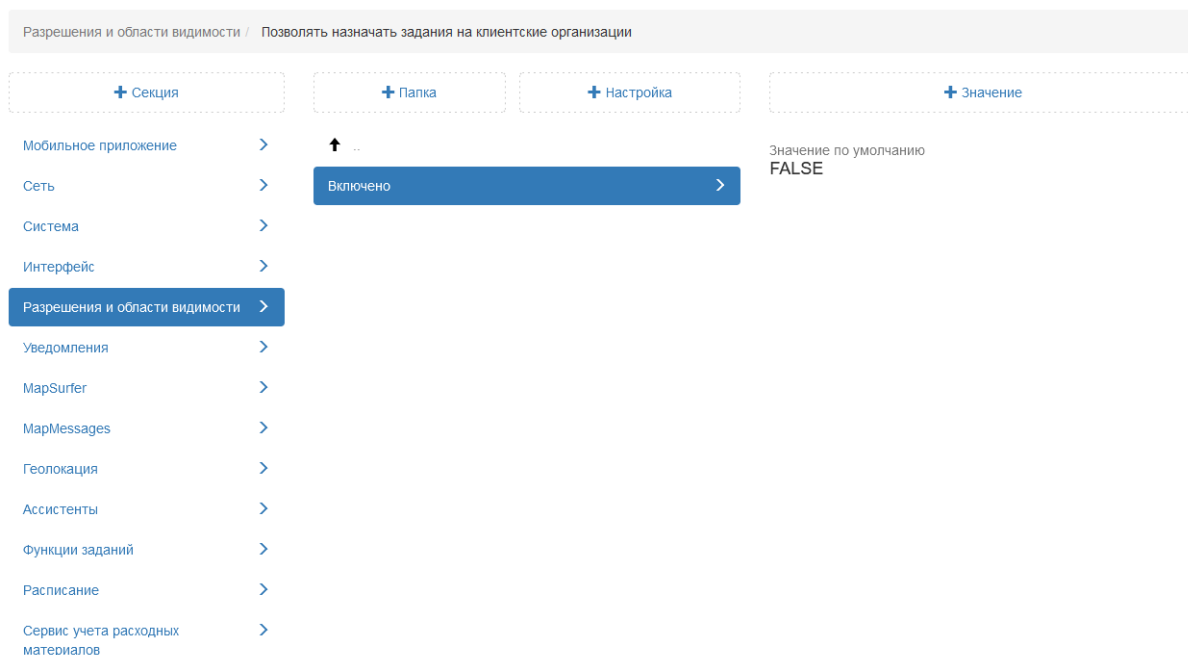 Разрешения и области видимости / Позволять назначать задания на клиентские организации
+ Секция
+ Папка
+ Настройка
+ Значение
Мобильное приложение
Сеть
Система
Интерфейс
Разрешения и области видимости
Уведомления
MapSurfer
MapMessages
Геолокация
Ассистенты
Функции заданий
Расписание
Сервис учета расходных
материалов
..
Включено
Значение по умолчанию
FALSE